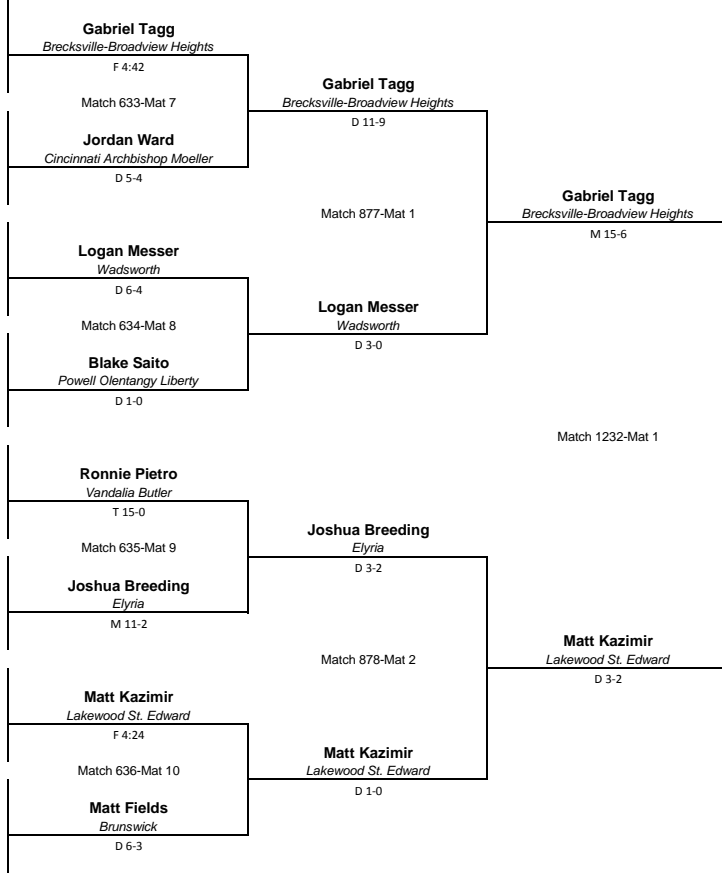 Gabriel Tagg
Brecksville-Broadview Heights
F 4:42
Match 633-Mat 7
Jordan Ward
Cincinnati Archbishop Moeller
D 5-4
Logan Messer
Wadsworth
D 6-4
Match 634-Mat 8
Blake Saito
Powell Olentangy Liberty
D 1-0
Ronnie Pietro
Vandalia Butler
T 15-0
Match 635-Mat 9
Joshua Breeding
Elyria
M 11-2
Matt Kazimir
Lakewood St. Edward
F 4:24
Match 636-Mat 10
Matt Fields
Brunswick
D 6-3
Gabriel Tagg
Brecksville-Broadview Heights
D 11-9
Match 877-Mat 1
Logan Messer
Wadsworth
D 3-0
Joshua Breeding
Elyria
D 3-2
Match 878-Mat 2
Matt Kazimir
Lakewood St. Edward
D 1-0
Gabriel Tagg
Brecksville-Broadview Heights
M 15-6
Match 1232-Mat 1
Matt Kazimir
Lakewood St. Edward
D 3-2